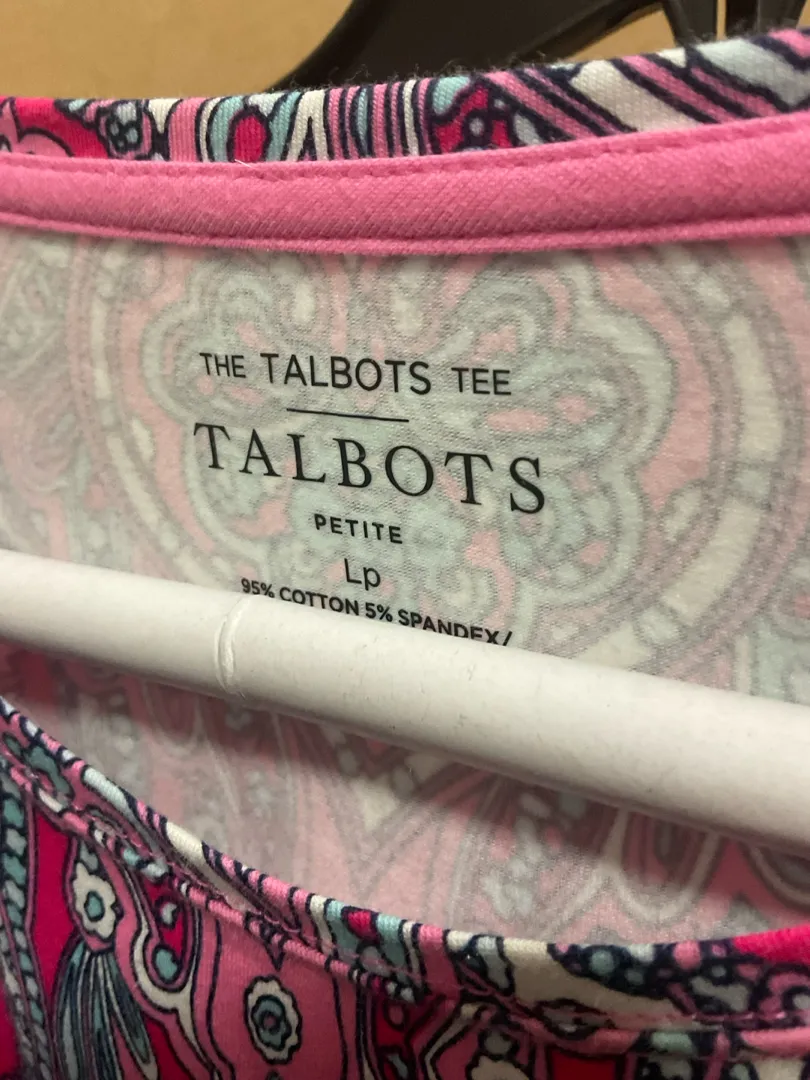 THE TALBOTS TEE
TALBOTS
PETITE
Lp
95% COTTON 5% SPANDEX/